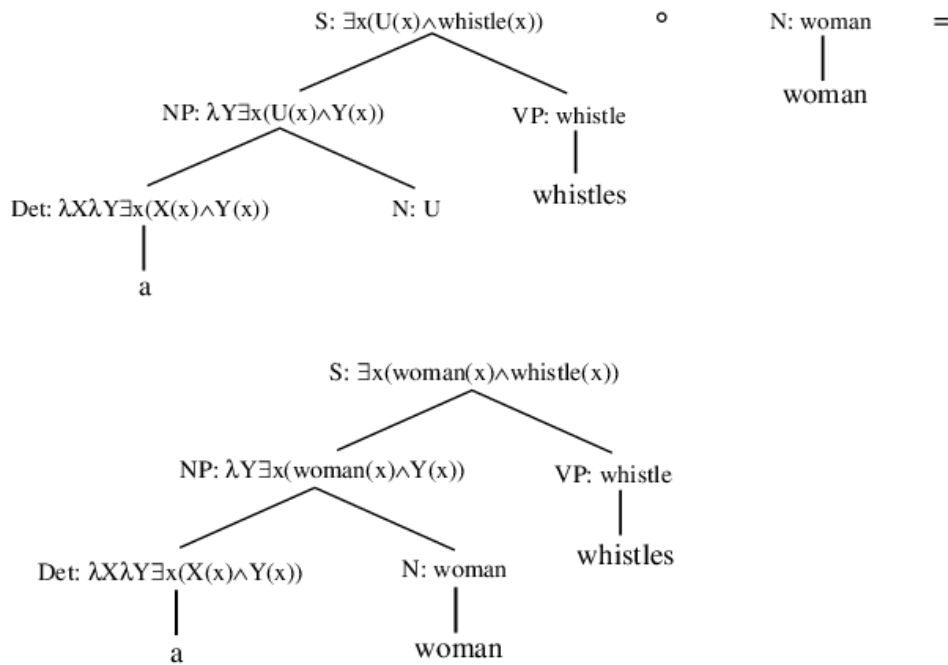 S: ∃x(U(x)∧whistle(x)) ° N: woman =
woman
NP: λY∃x(U(x)∧Y(x)) VP: whistle
whistles
Det: λXλY∃x(X(x)∧Y(x)) N: U
a
S: ∃x(woman(x)∧whistle(x))
NP: λY∃x(woman(x)∧Y(x)) VP: whistle
whistles
Det: λXλY∃x(X(x)∧Y(x)) N: woman
a woman